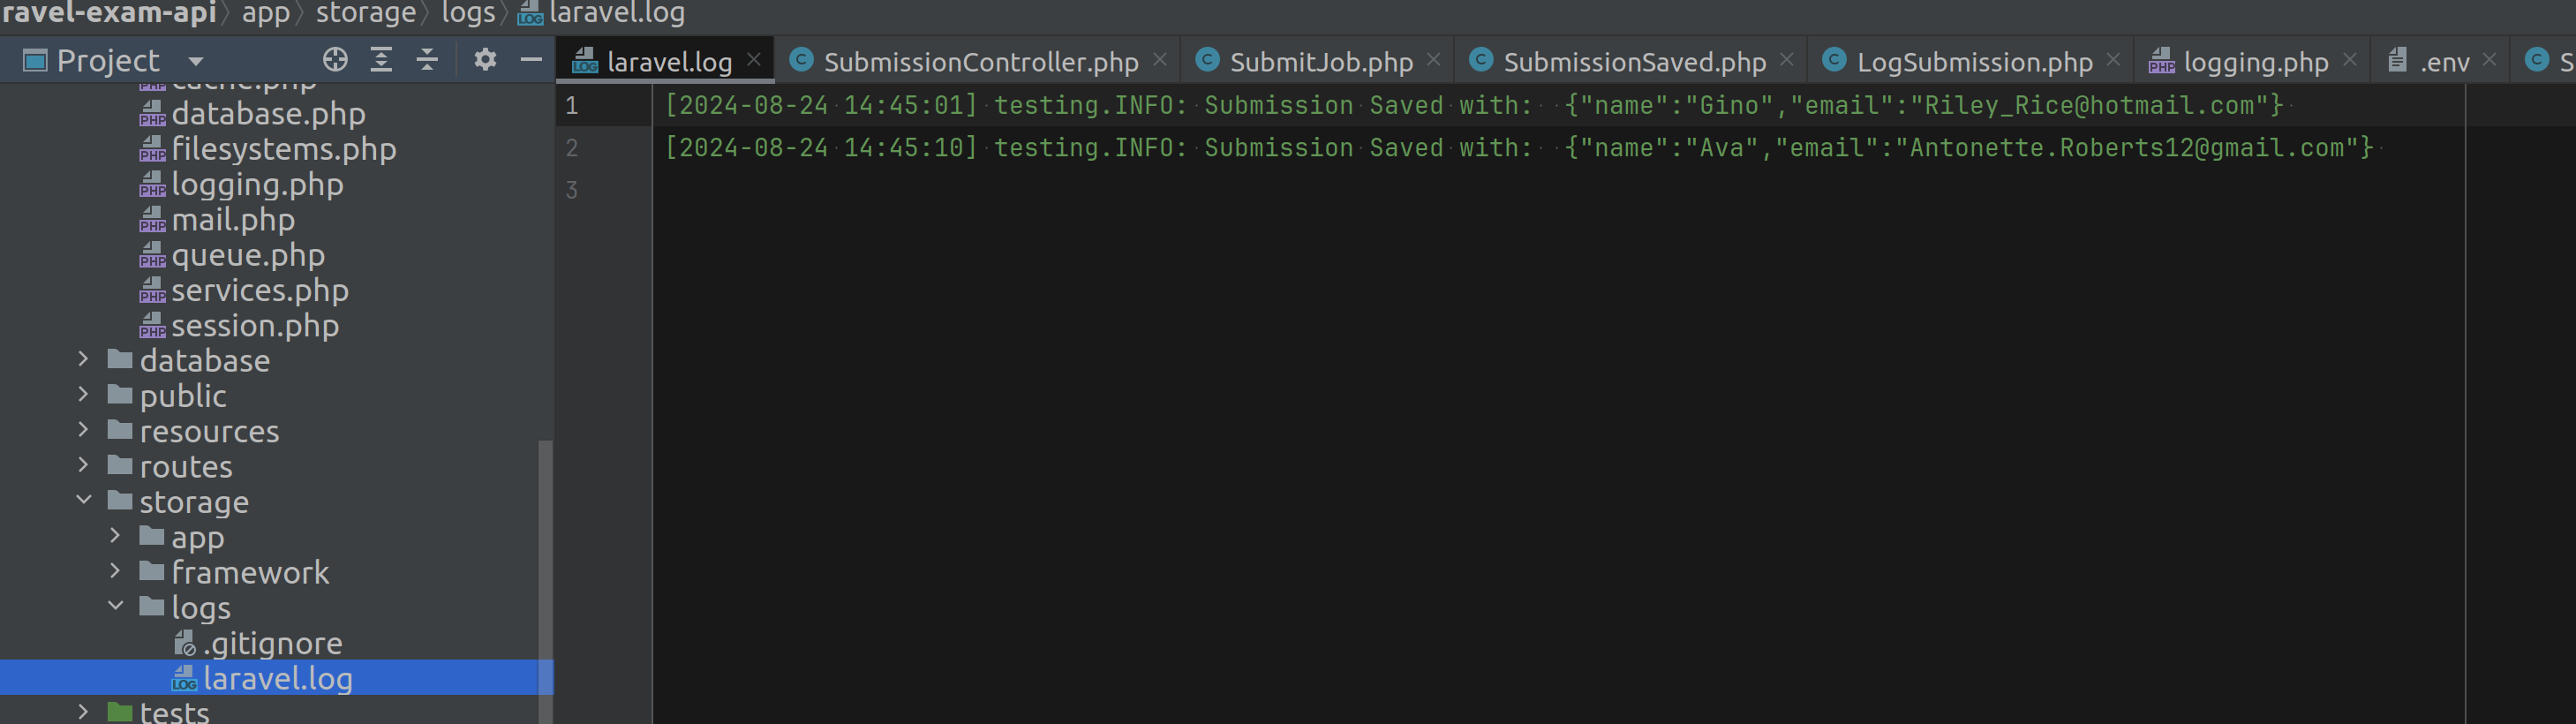 ravel-exam-api app storage logs laravel.log
Project
laravel.log SubmissionController.php SubmitJob.php SubmissionSaved.php LogSubmission.php logging.php .env S
cache.php
database.php
filesystems.php
logging.php
mail.php
queue.php
services.php
session.php
database
public
resources
routes
storage
app
framework
logs
.gitignore
laravel.log
tests
1 [2024-08-24 14:45:01] testing.INFO: Submission Saved with: {"name":"Gino","email":"Riley_Rice@hotmail.com"}
2 [2024-08-24 14:45:10] testing.INFO: Submission Saved with: {"name":"Ava","email":"Antonette.Roberts12@gmail.com"}
3